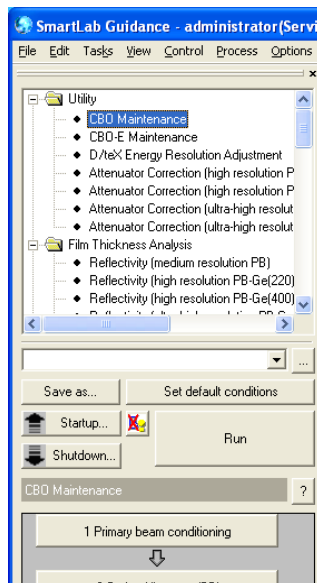 SmartLab Guidance - administrator(Servi
File Edit Tasks View Control Process Options
Utility
CBO Maintenance
CBO-E Maintenance
D/teX Energy Resolution Adjustment
Attenuator Correction (high resolution P
Attenuator Correction (high resolution P
Attenuator Correction (ultra-high resolut
Attenuator Correction (ultra-high resolut
Film Thickness Analysis
Reflectivity (medium resolution PB)
Reflectivity (high resolution PB-Ge(220)
Reflectivity (high resolution PB-Ge(400)
...
Save as... Set default conditions
Startup... Run
Shutdown...
CBO Maintenance ?
1 Primary beam conditioning